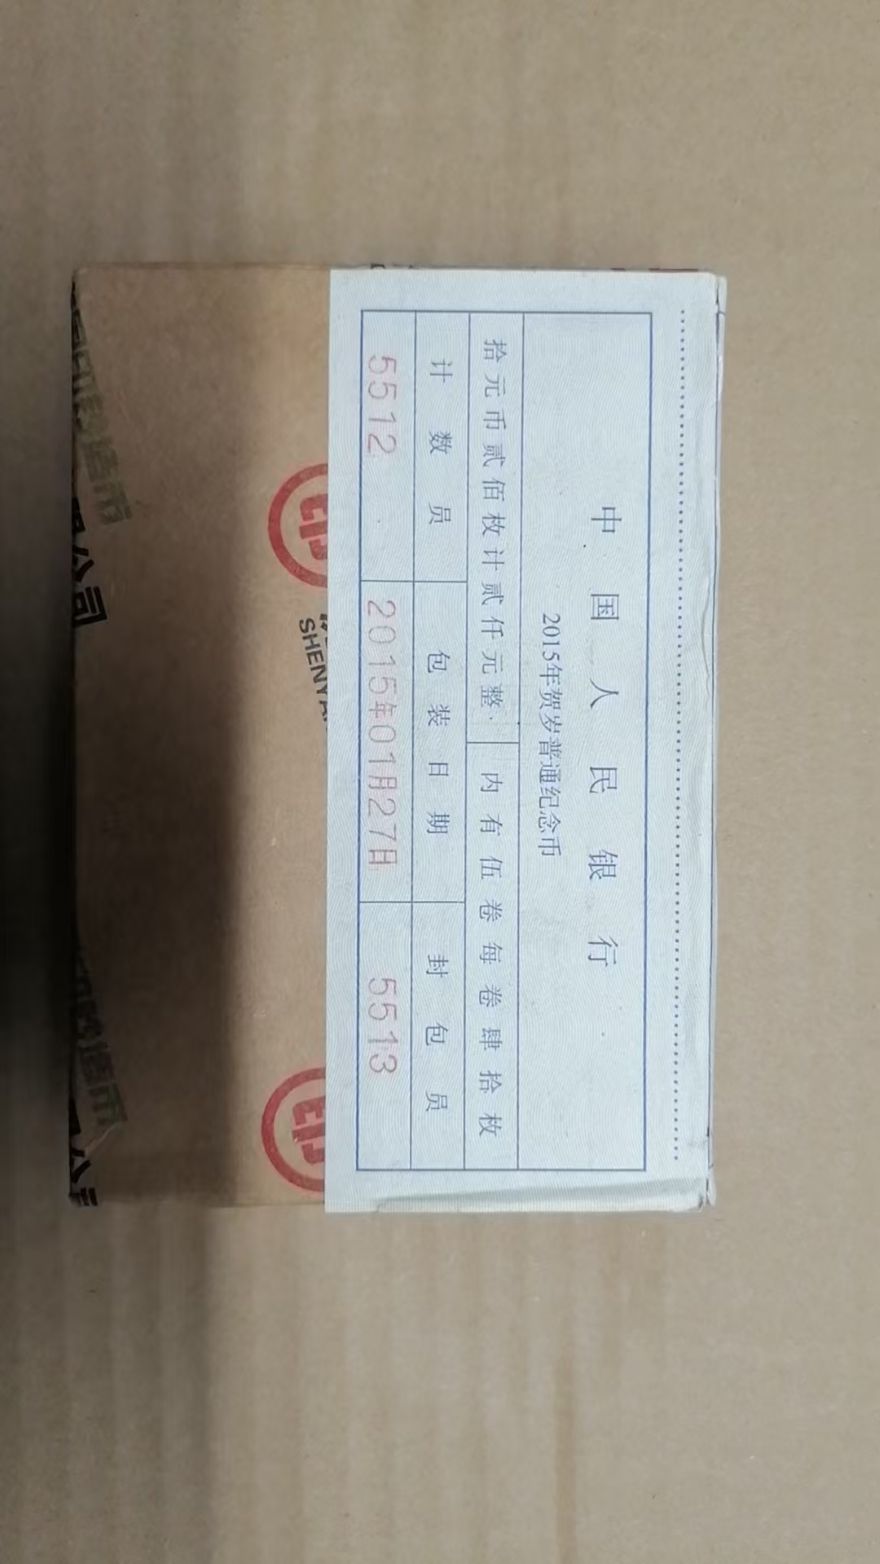 中国人民银行
2015年贺岁普通纪念币
拾元币贰佰枚计贰仟元整 内有伍卷每卷肆拾枚
计数员 包装日期 封包员
5512 2015年01月27日 5513
SHENYA
公司